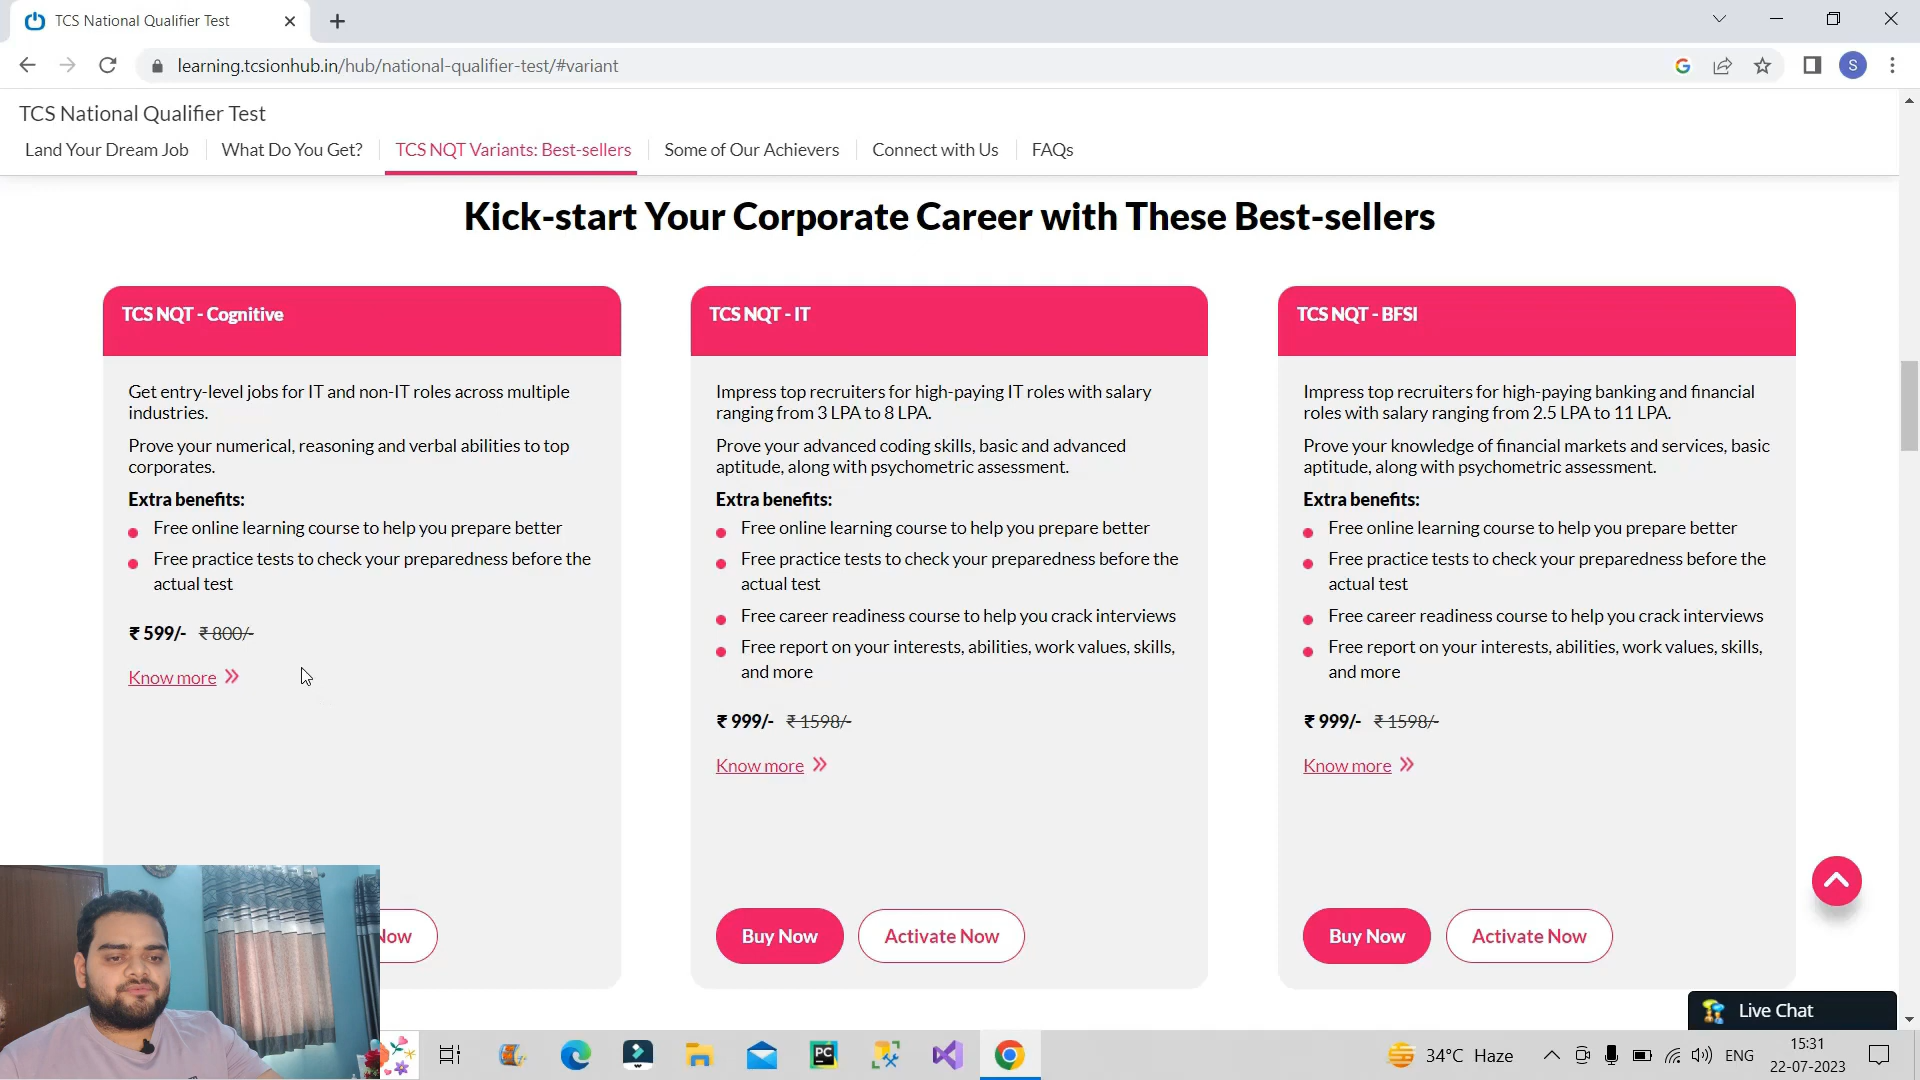 TCS National Qualifier Test
learning.tcsionhub.in/hub/national-qualifier-test/#variant
S
TCS National Qualifier Test
Land Your Dream Job
What Do You Get?
TCS NQT Variants: Best-sellers
Some of Our Achievers
Connect with Us
FAQs
Kick-start Your Corporate Career with These Best-sellers
TCS NQT - Cognitive
Get entry-level jobs for IT and non-IT roles across multiple
industries.
Prove your numerical, reasoning and verbal abilities to top
corporates.
Extra benefits:
Free online learning course to help you prepare better
Free practice tests to check your preparedness before the
actual test
₹ 599/- ₹ 800/-
Know more
Now
TCS NQT - IT
Impress top recruiters for high-paying IT roles with salary
ranging from 3 LPA to 8 LPA.
Prove your advanced coding skills, basic and advanced
aptitude, along with psychometric assessment.
Extra benefits:
Free online learning course to help you prepare better
Free practice tests to check your preparedness before the
actual test
Free career readiness course to help you crack interviews
Free report on your interests, abilities, work values, skills,
and more
₹ 999/- ₹ 1598/-
Know more
Buy Now
Activate Now
TCS NQT - BFSI
Impress top recruiters for high-paying banking and financial
roles with salary ranging from 2.5 LPA to 11 LPA.
Prove your knowledge of financial markets and services, basic
aptitude, along with psychometric assessment.
Extra benefits:
Free online learning course to help you prepare better
Free practice tests to check your preparedness before the
actual test
Free career readiness course to help you crack interviews
Free report on your interests, abilities, work values, skills,
and more
₹ 999/- ₹ 1598/-
Know more
Buy Now
Activate Now
Live Chat
PC
34°C Haze
ENG
15:31
22-07-2023